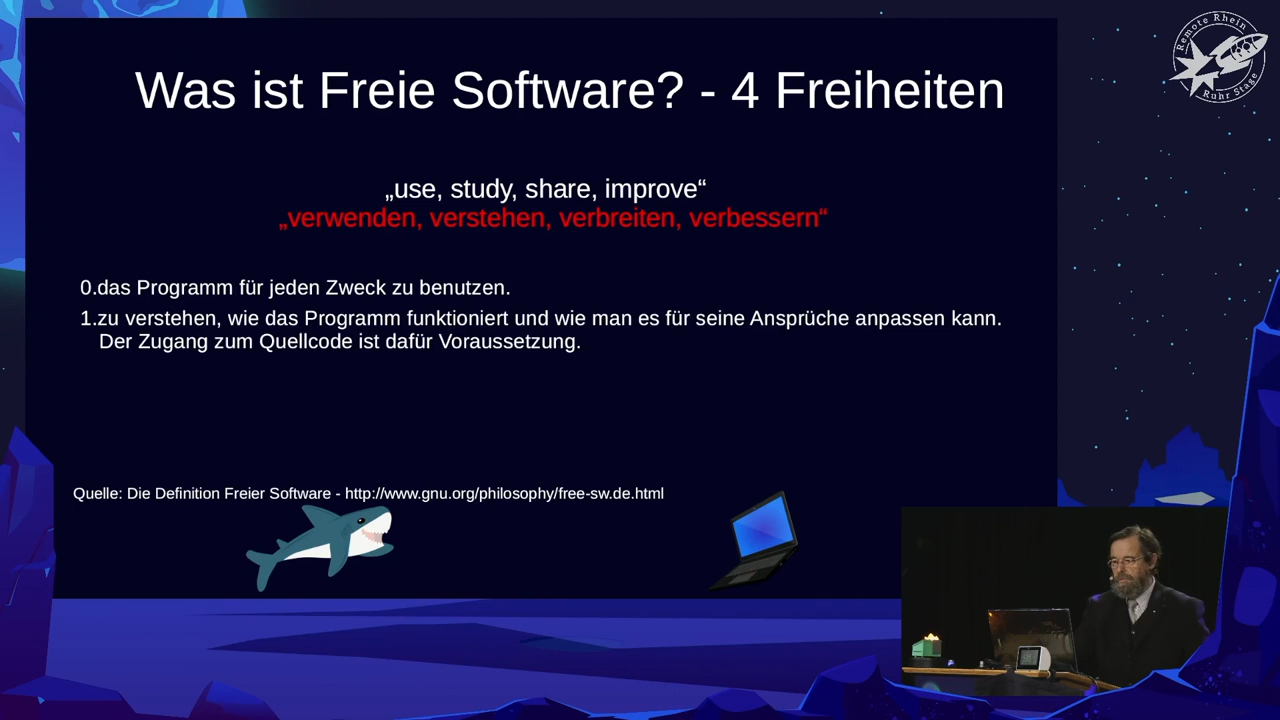 Was ist Freie Software? - 4 Freiheiten
„use, study, share, improve“
„verwenden, verstehen, verbreiten, verbessern“
0.das Programm für jeden Zweck zu benutzen.
1.zu verstehen, wie das Programm funktioniert und wie man es für seine Ansprüche anpassen kann.
Der Zugang zum Quellcode ist dafür Voraussetzung.
Quelle: Die Definition Freier Software - http://www.gnu.org/philosophy/free-sw.de.html
Remote Rhein
Ruhr Stage